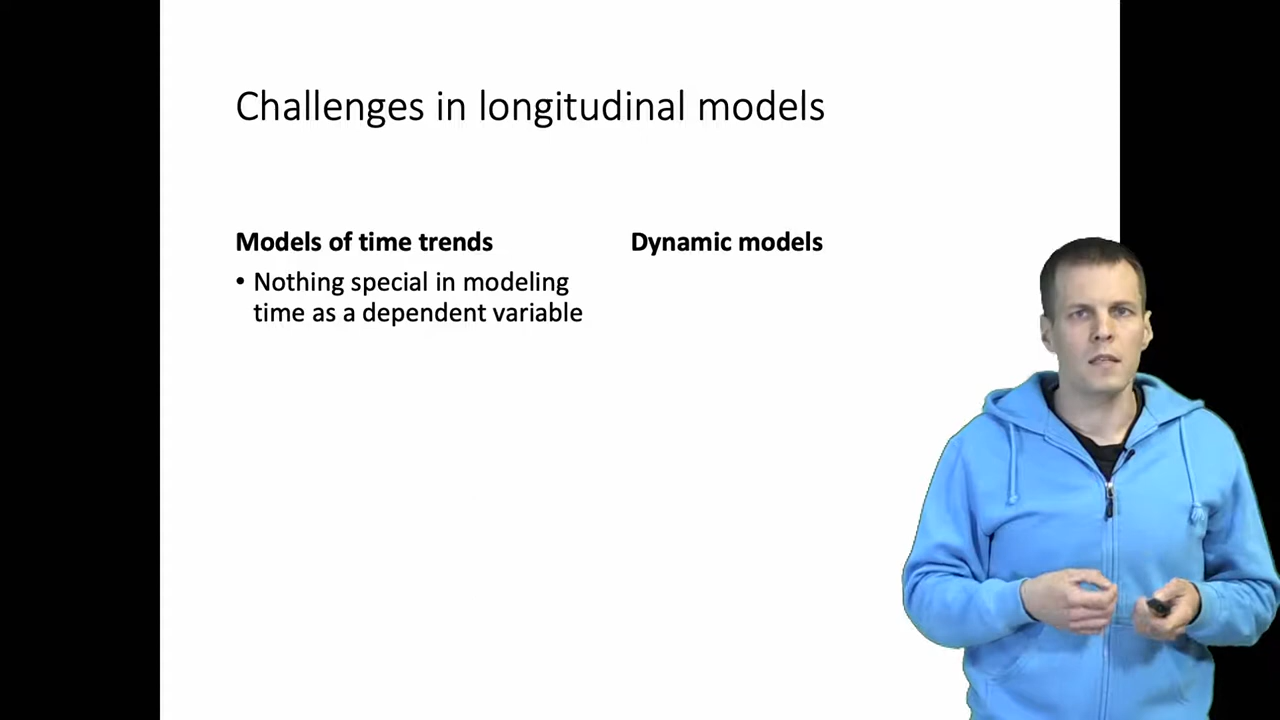 Challenges in longitudinal models
Models of time trends
• Nothing special in modeling
time as a dependent variable
Dynamic models